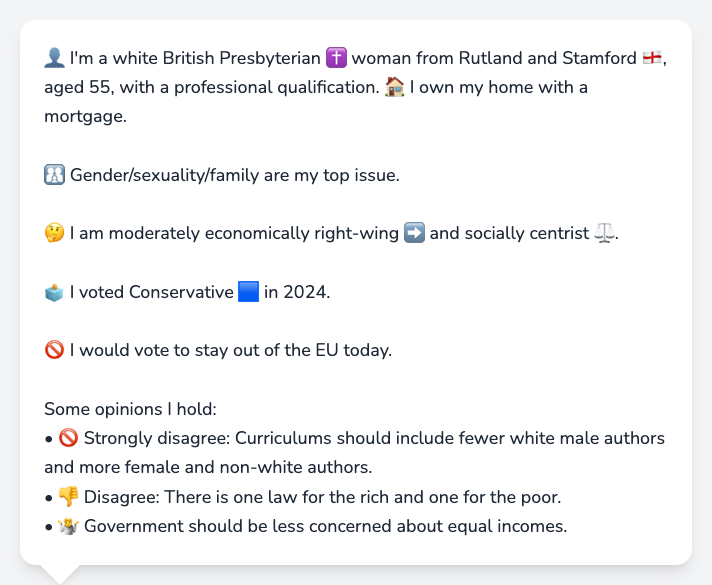 👤 I'm a white British Presbyterian ✝️ woman from Rutland and Stamford 🏴󠁧󠁢󠁥󠁮󠁧󠁿,
aged 55, with a professional qualification. 🏠 I own my home with a
mortgage.
🚻 Gender/sexuality/family are my top issue.
🤔 I am moderately economically right-wing ➡️ and socially centrist ⚖️.
🗳️ I voted Conservative 🟦 in 2024.
🚫 I would vote to stay out of the EU today.
Some opinions I hold:
• 🚫 Strongly disagree: Curriculums should include fewer white male authors
and more female and non-white authors.
• 👎 Disagree: There is one law for the rich and one for the poor.
• 🤷 Government should be less concerned about equal incomes.